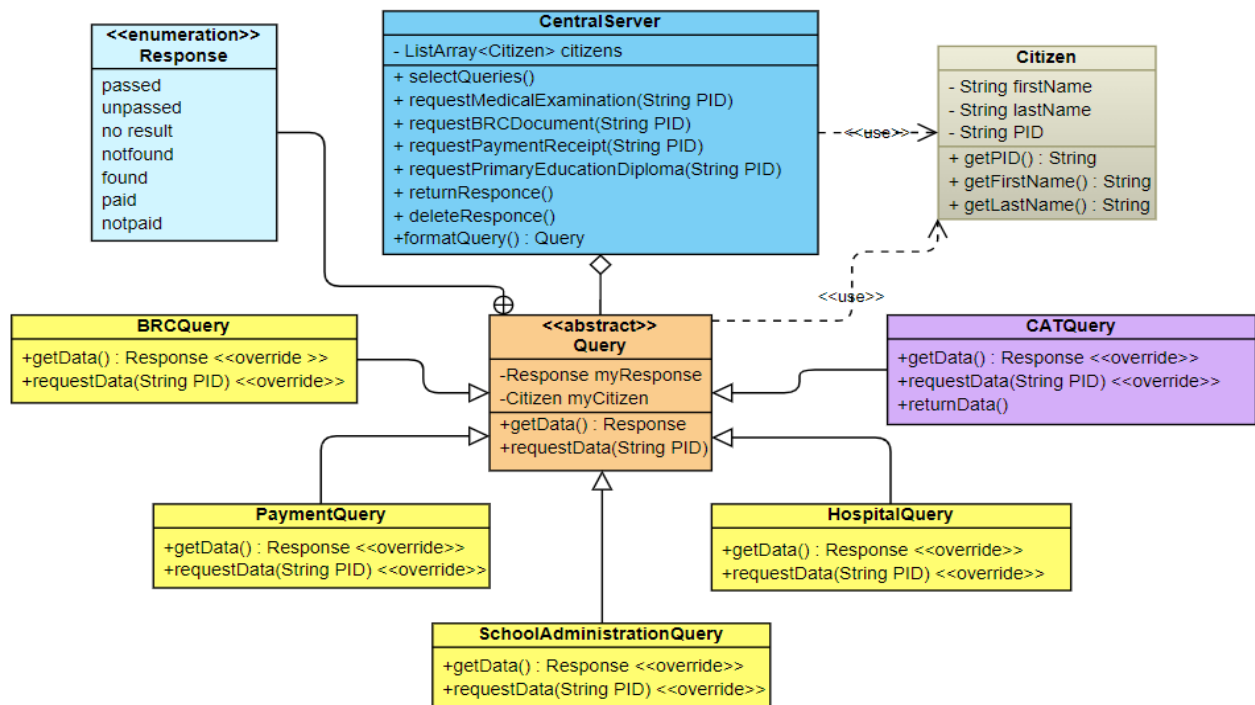 <<enumeration>>
Response
passed
unpassed
no result
notfound
found
paid
notpaid
CentralServer
- ListArray<Citizen> citizens
+ selectQueries()
+ requestMedicalExamination(String PID)
+ requestBRCDocument(String PID)
+ requestPaymentReceipt(String PID)
+ requestPrimaryEducationDiploma(String PID)
+ returnResponce()
+ deleteResponce()
+formatQuery() : Query
<<use>>
Citizen
- String firstName
- String lastName
- String PID
+ getPID() : String
+ getFirstName() : String
+ getLastName() : String
<<use>>
BRCQuery
+getData() : Response <<override >>
+requestData(String PID) <<override>>
<<abstract>>
Query
-Response myResponse
-Citizen myCitizen
+getData() : Response
+requestData(String PID)
CATQuery
+getData() : Response <<override>>
+requestData(String PID) <<override>>
+returnData()
PaymentQuery
+getData() : Response <<override>>
+requestData(String PID) <<override>>
HospitalQuery
+getData() : Response <<override>>
+requestData(String PID) <<override>>
SchoolAdministrationQuery
+getData() : Response <<override>>
+requestData(String PID) <<override>>